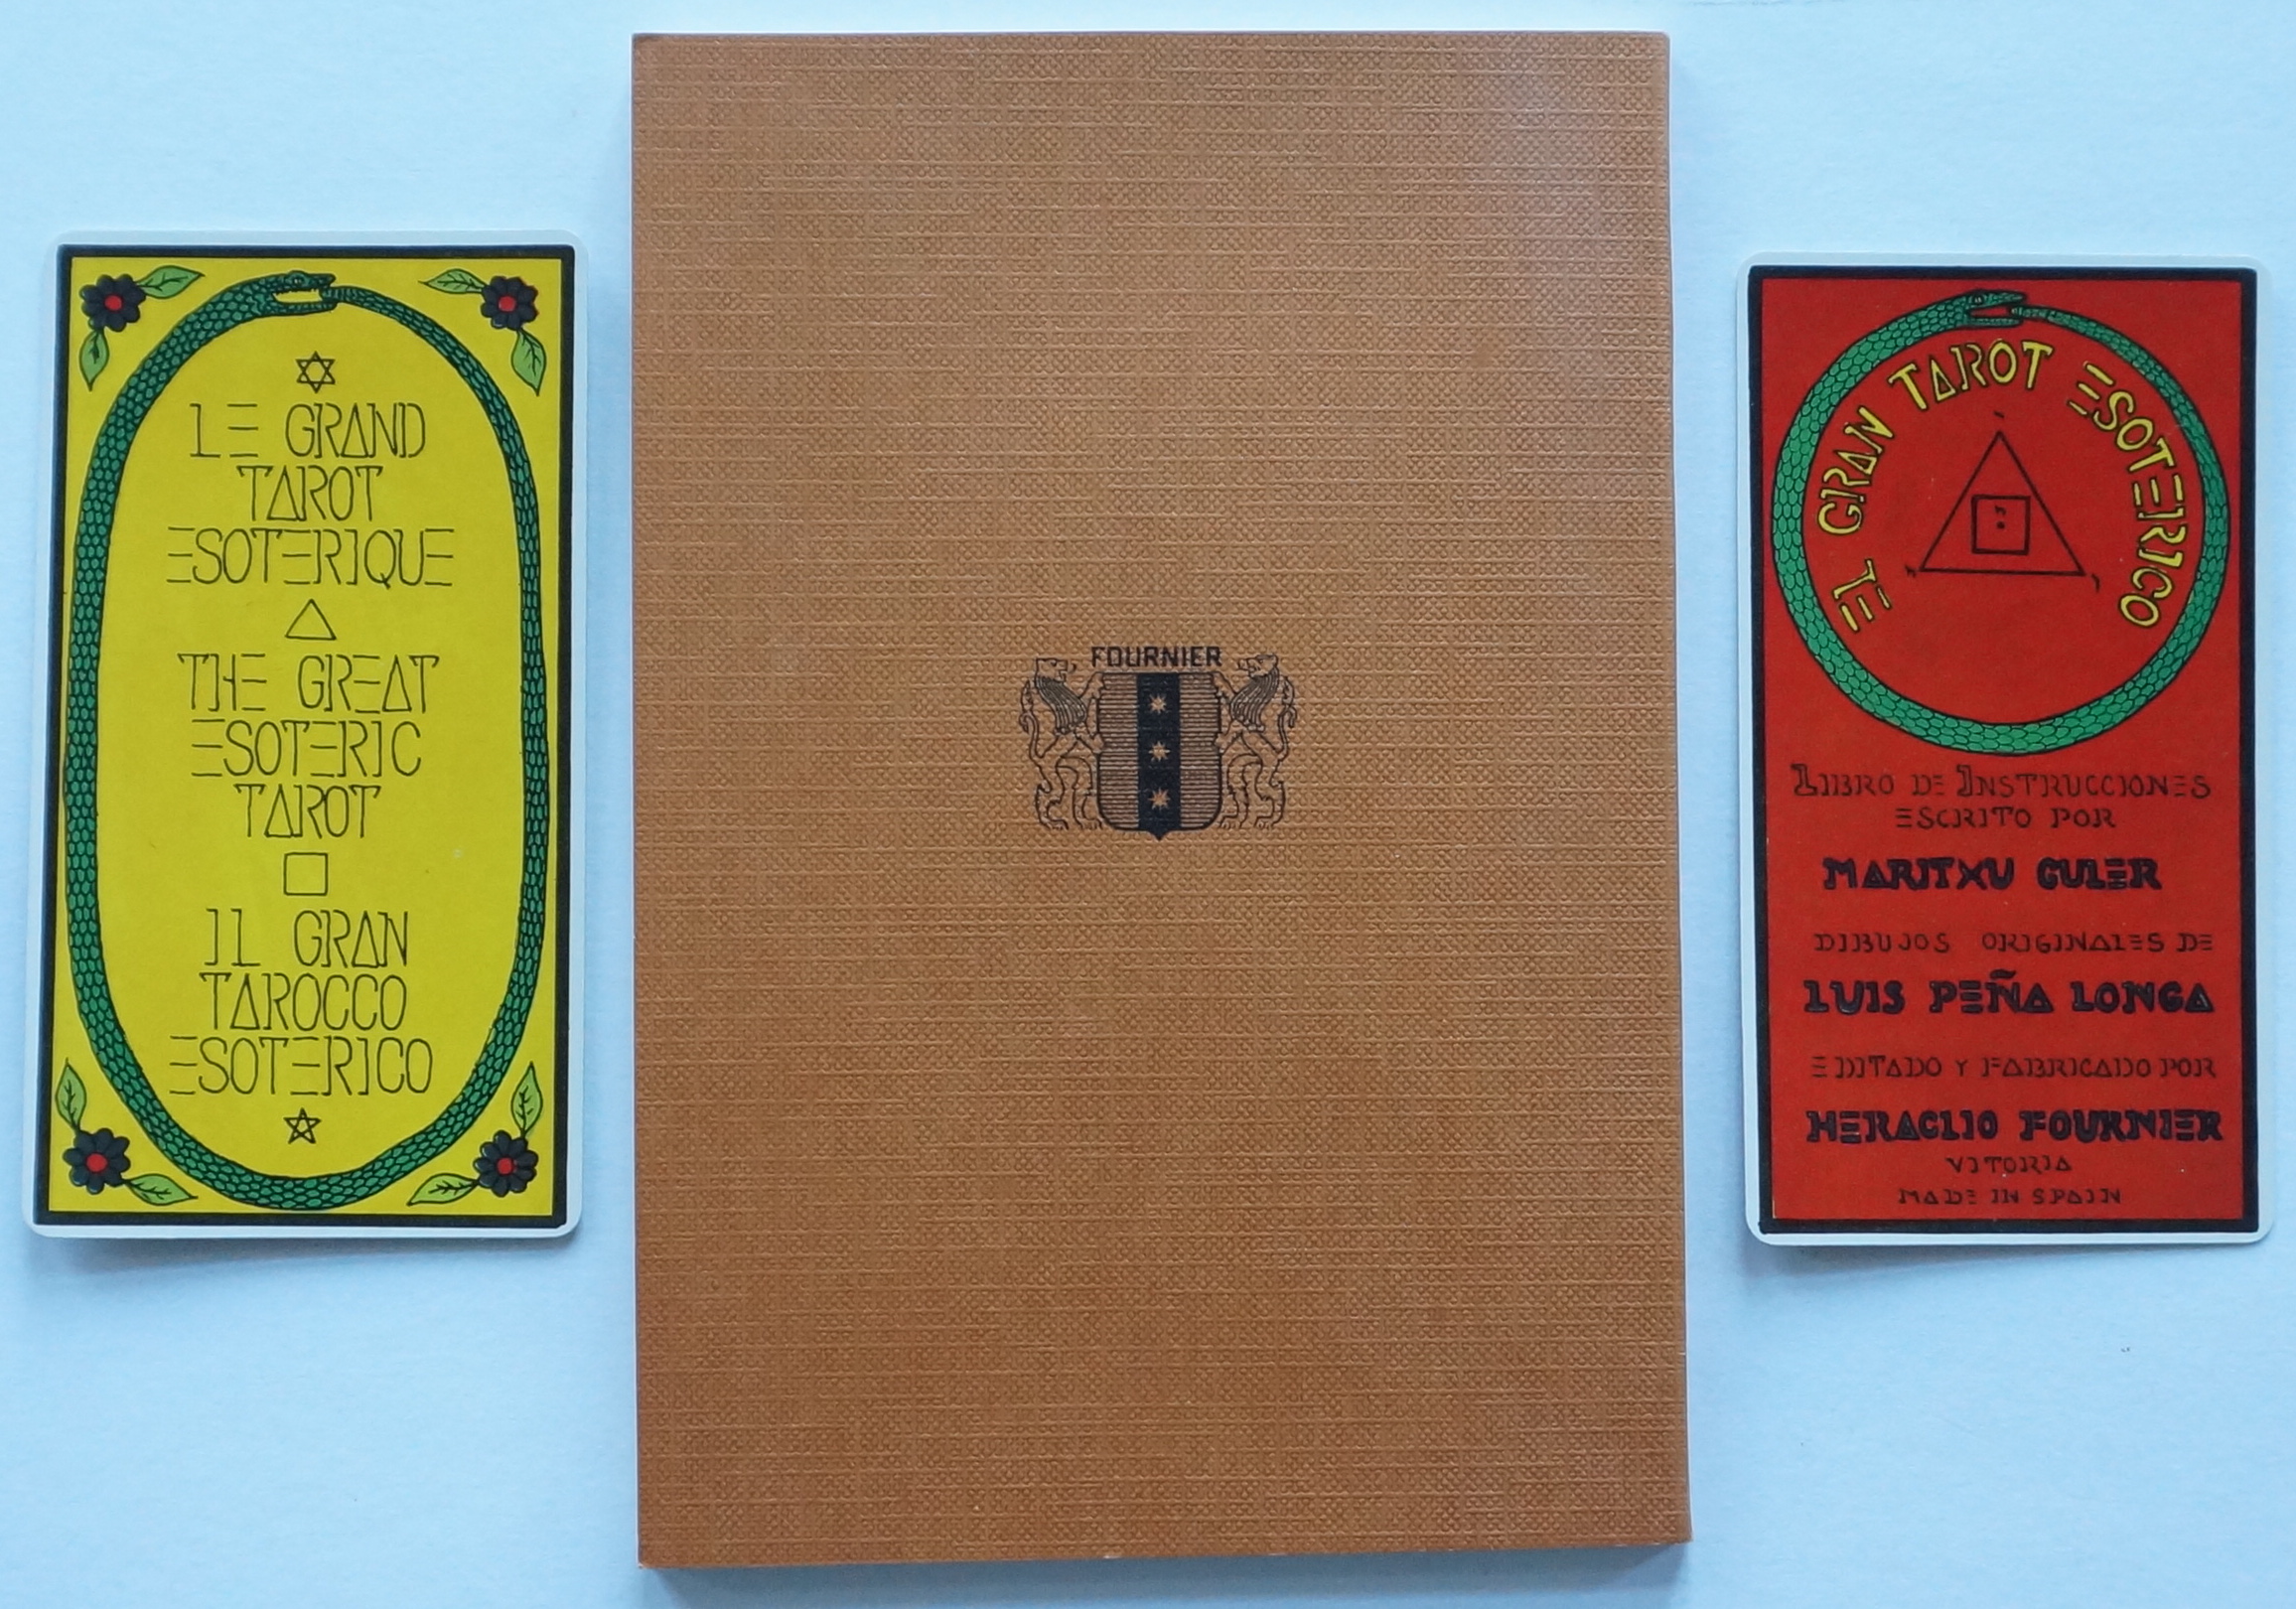 LE GRAND
TAROT
ESOTERIQUE
THE GREAT
ESOTERIC
TAROT
IL GRAN
TAROCCO
ESOTERICO
FOURNIER
EL GRAN TAROT ESOTERICO
LIBRO DE INSTRUCCIONES
ESCRITO POR
MARITXU GULER
DIBUJOS ORIGINALES DE
LUIS PEÑA LONGA
EDITADO Y FABRICADO POR
HERACLIO FOURNIER
VITORIA
MADE IN SPAIN